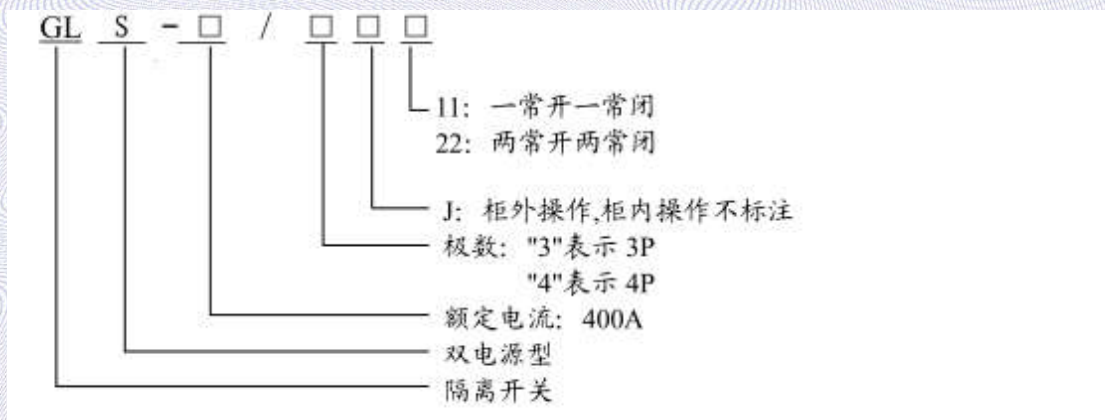 GL S - □ / □ □ □
11: 一常开一常闭
22: 两常开两常闭
J: 柜外操作,柜内操作不标注
极数: "3"表示 3P
"4"表示 4P
额定电流: 400A
双电源型
隔离开关